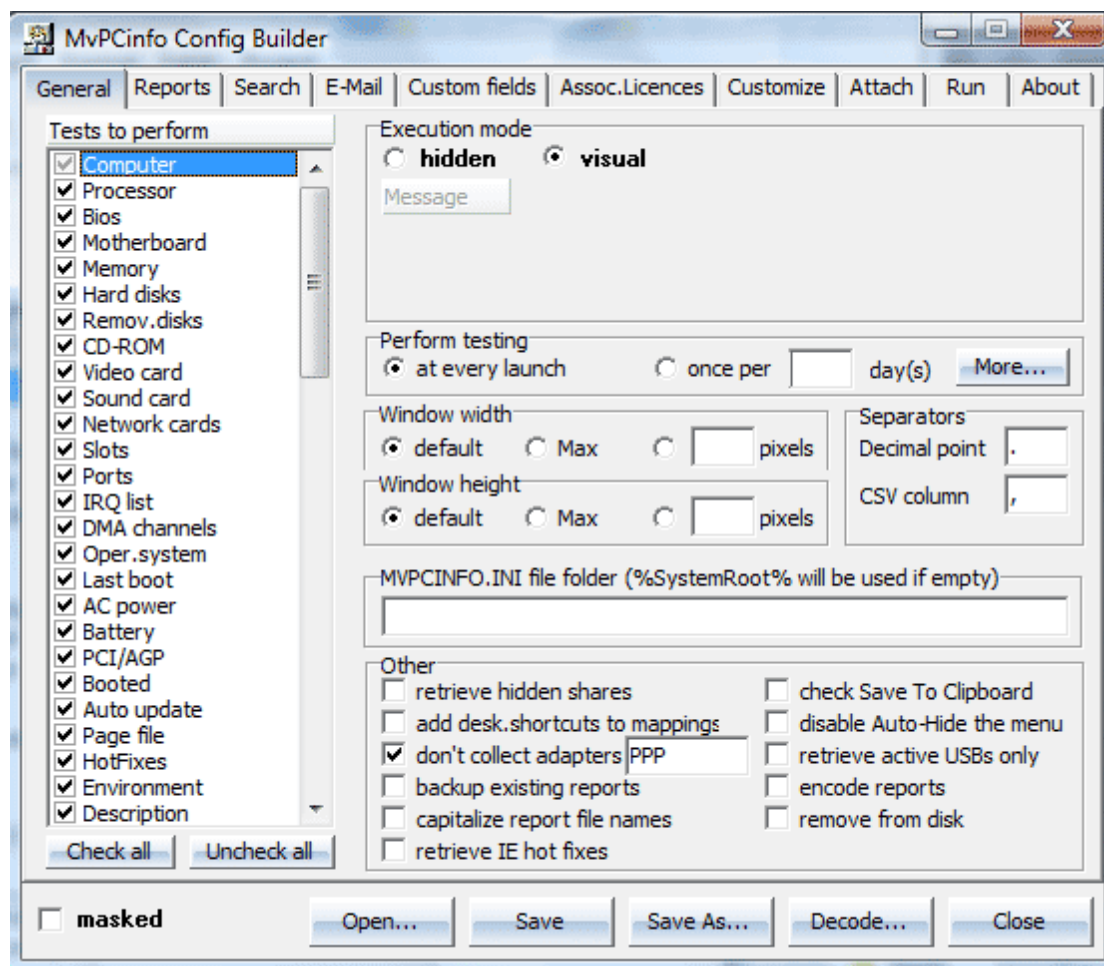 MvPCinfo Config Builder
General Reports Search E-Mail Custom fields Assoc.Licences Customize Attach Run About
Tests to perform
Computer
Processor
Bios
Motherboard
Memory
Hard disks
Remov.disks
CD-ROM
Video card
Sound card
Network cards
Slots
Ports
IRQ list
DMA channels
Oper.system
Last boot
AC power
Battery
PCI/AGP
Booted
Auto update
Page file
HotFixes
Environment
Description
Check all Uncheck all
Execution mode
hidden visual
Message
Perform testing
at every launch once per day(s) More...
Window width
default Max pixels
Window height
default Max pixels
Separators
Decimal point .
CSV column ,
MVPCINFO.INI file folder (%SystemRoot% will be used if empty)
Other
retrieve hidden shares
add desk.shortcuts to mappings
don't collect adapters PPP
backup existing reports
capitalize report file names
retrieve IE hot fixes
check Save To Clipboard
disable Auto-Hide the menu
retrieve active USBs only
encode reports
remove from disk
masked Open... Save Save As... Decode... Close